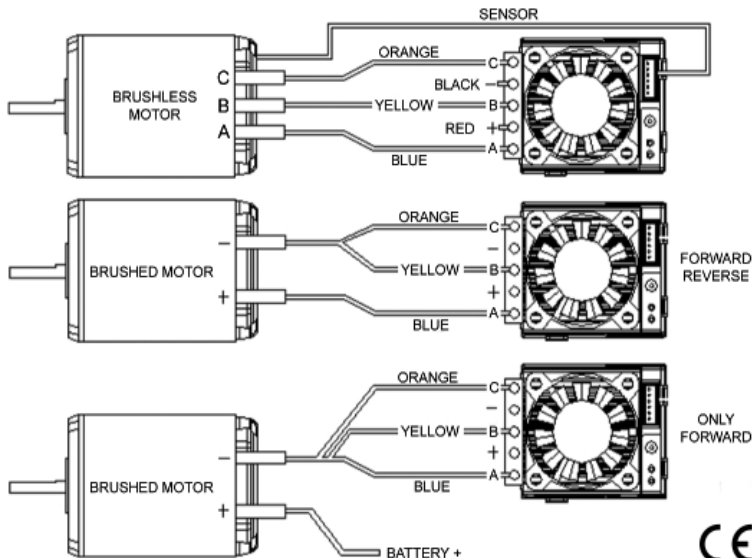 SENSOR
ORANGE
C
C
BLACK
−
BRUSHLESS
MOTOR
B
YELLOW
B
A
RED
+
BLUE
A
ORANGE
C
−
−
BRUSHED MOTOR
YELLOW
B
FORWARD
REVERSE
+
+
BLUE
A
ORANGE
C
−
ONLY
FORWARD
−
YELLOW
B
BRUSHED MOTOR
+
BLUE
A
+
BATTERY +
CE